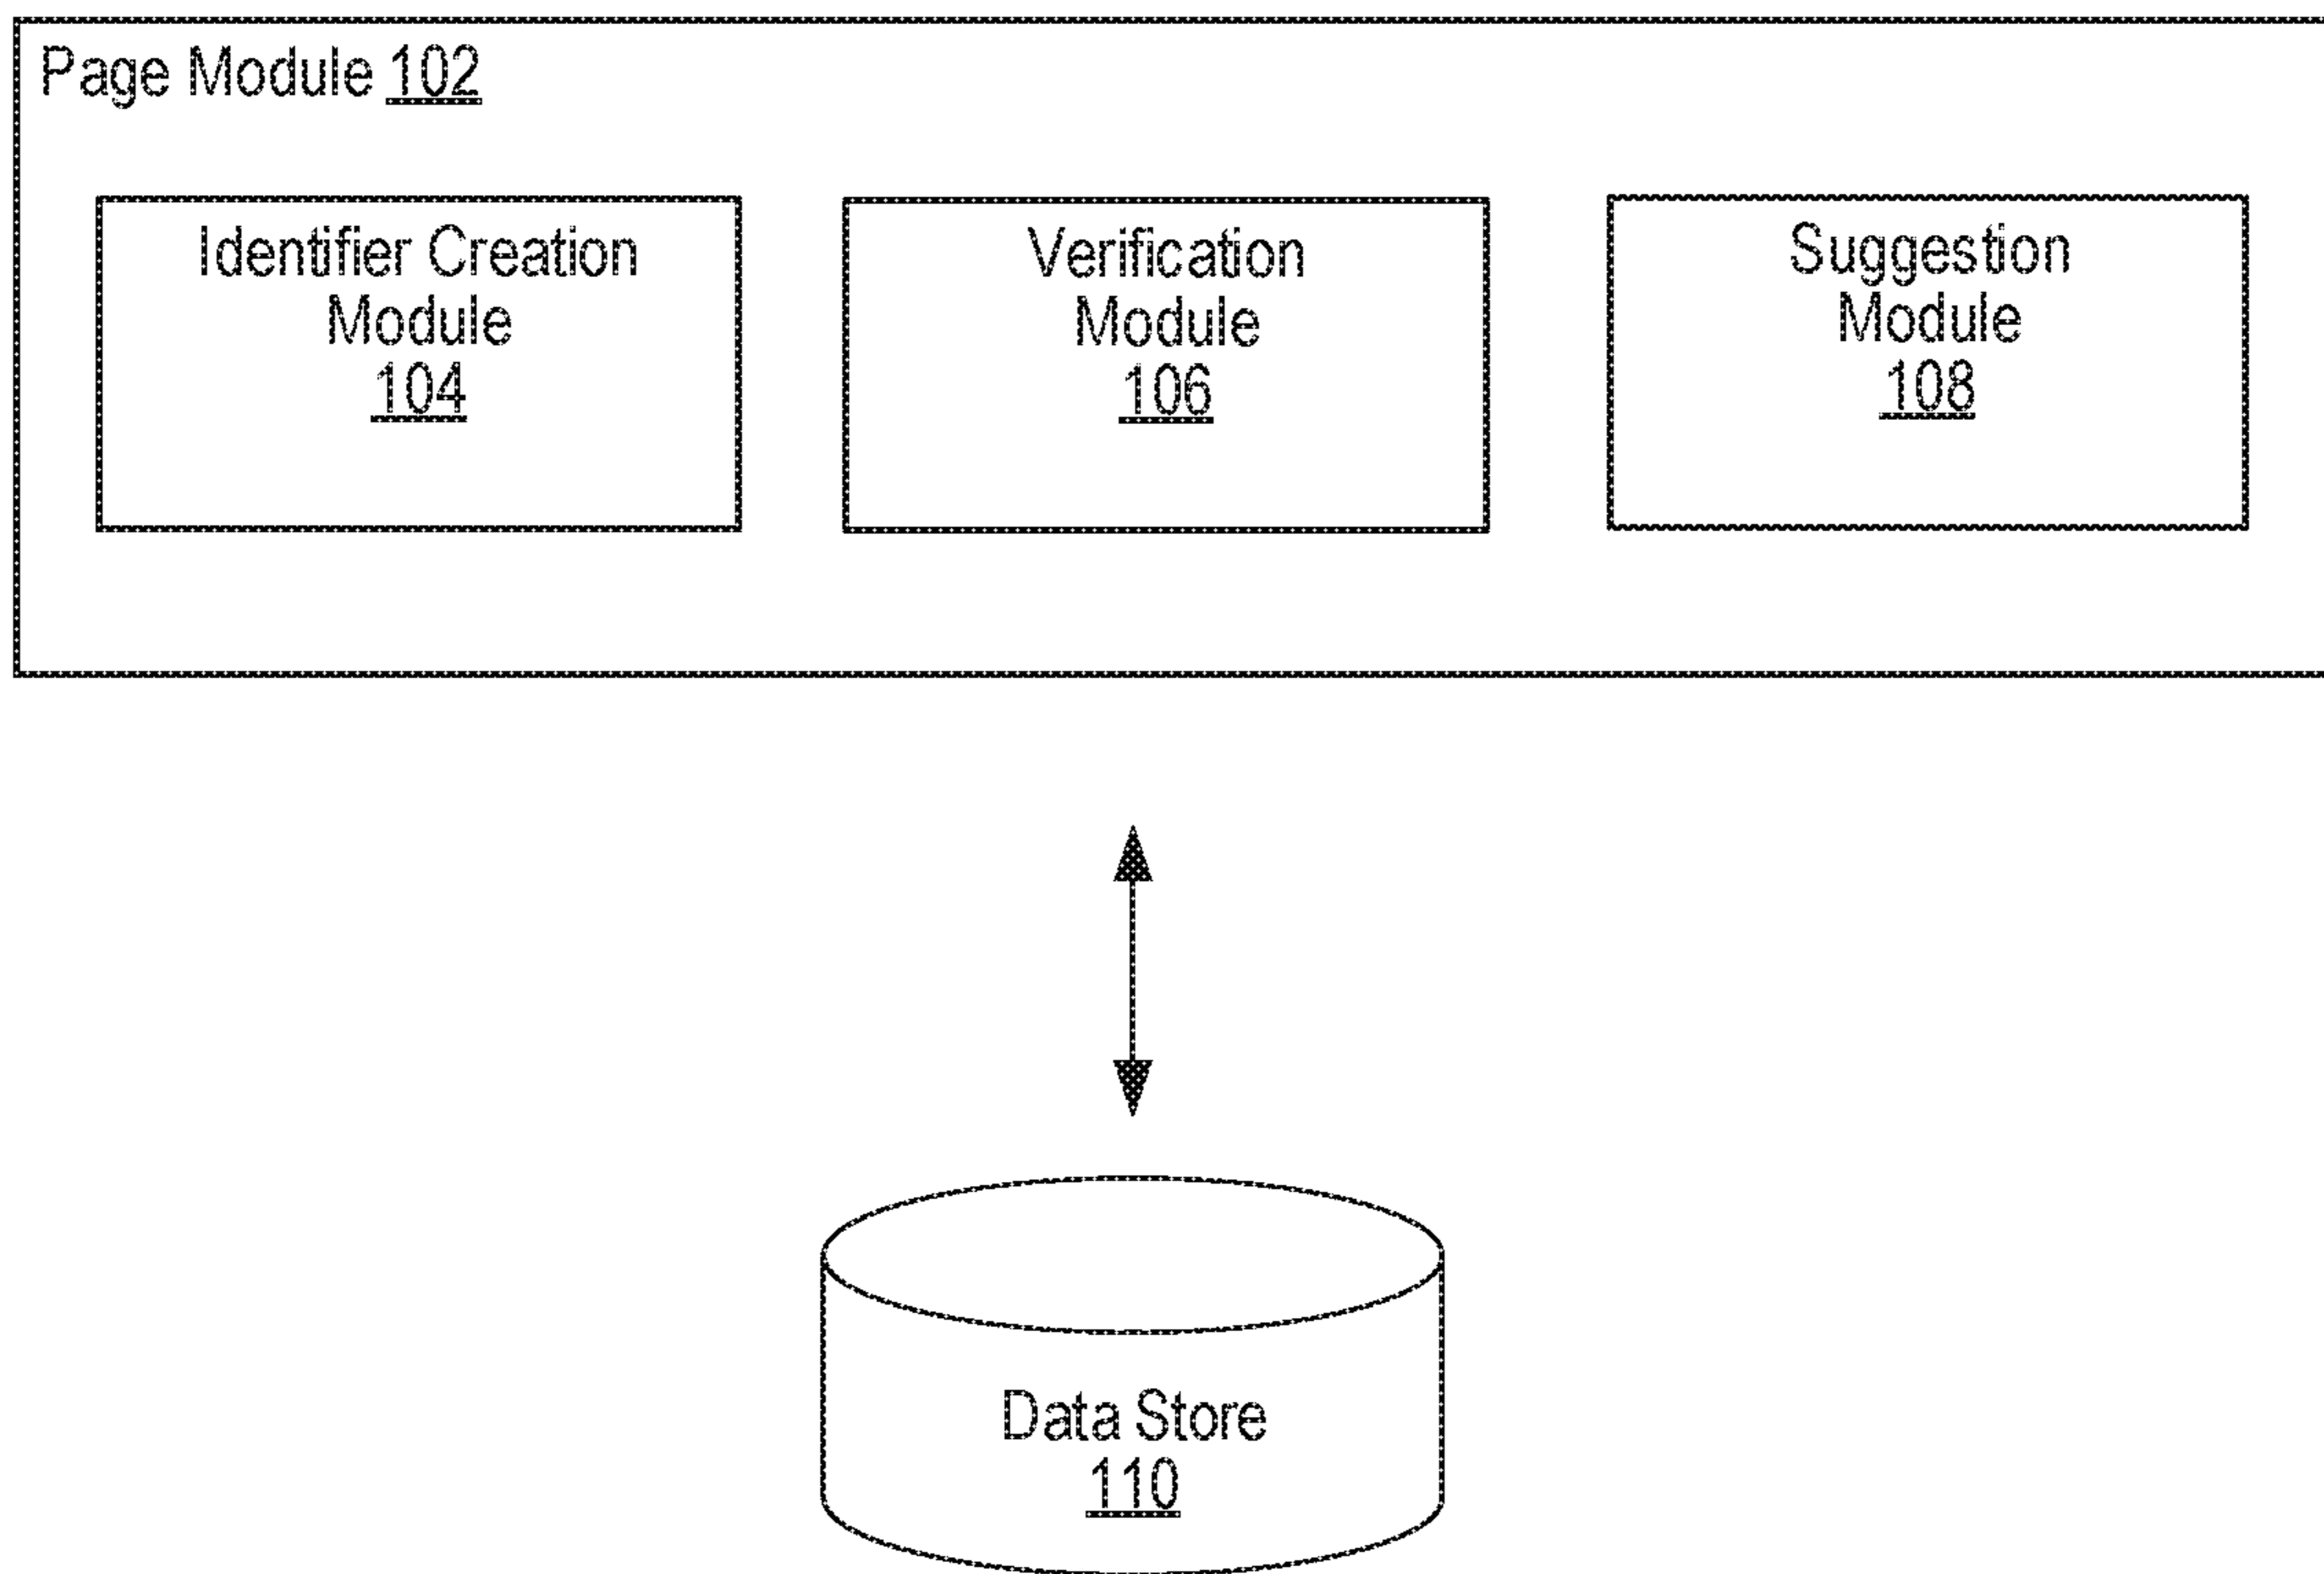 Page Module 102
Identifier Creation
Module
104
Verification
Module
106
Suggestion
Module
108
Data Store
110